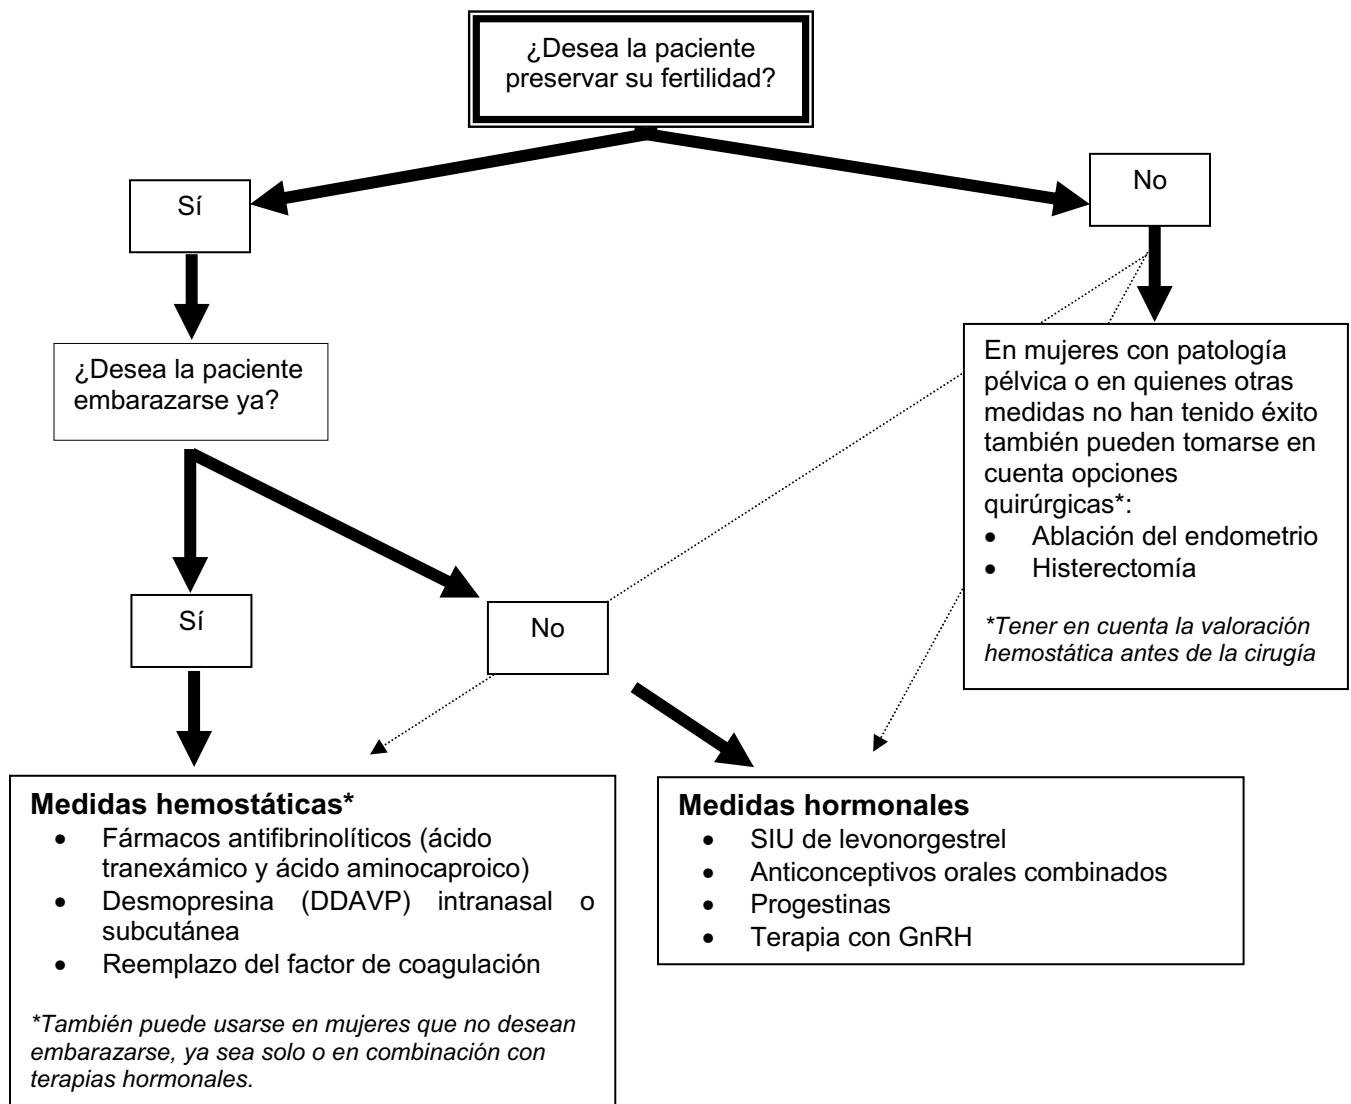 ¿Desea la paciente
preservar su fertilidad?
Sí
No
¿Desea la paciente
embarazarse ya?
En mujeres con patología
pélvica o en quienes otras
medidas no han tenido éxito
también pueden tomarse en
cuenta opciones
quirúrgicas*:
• Ablación del endometrio
• Histerectomía
*Tener en cuenta la valoración
hemostática antes de la cirugía
Sí
No
Medidas hemostáticas*
• Fármacos antifibrinolíticos (ácido
tranexámico y ácido aminocaproico)
• Desmopresina (DDAVP) intranasal o
subcutánea
• Reemplazo del factor de coagulación
*También puede usarse en mujeres que no desean
embarazarse, ya sea solo o en combinación con
terapias hormonales.
Medidas hormonales
• SIU de levonorgestrel
• Anticonceptivos orales combinados
• Progestinas
• Terapia con GnRH